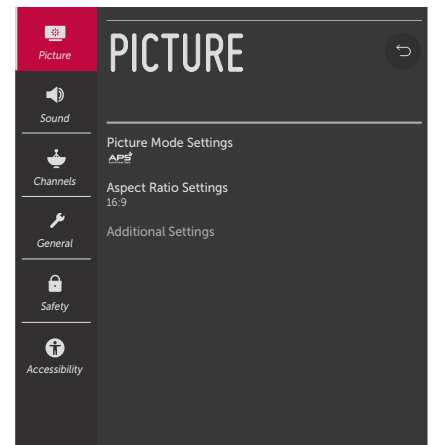 Picture
Sound
Channels
General
Safety
Accessibility
PICTURE
Picture Mode Settings
APS
Aspect Ratio Settings
16:9
Additional Settings